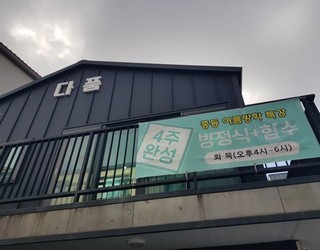 다풀
중등 여름방학 특강
4주
완성
방정식+함수
화·목(오후4시~6시)